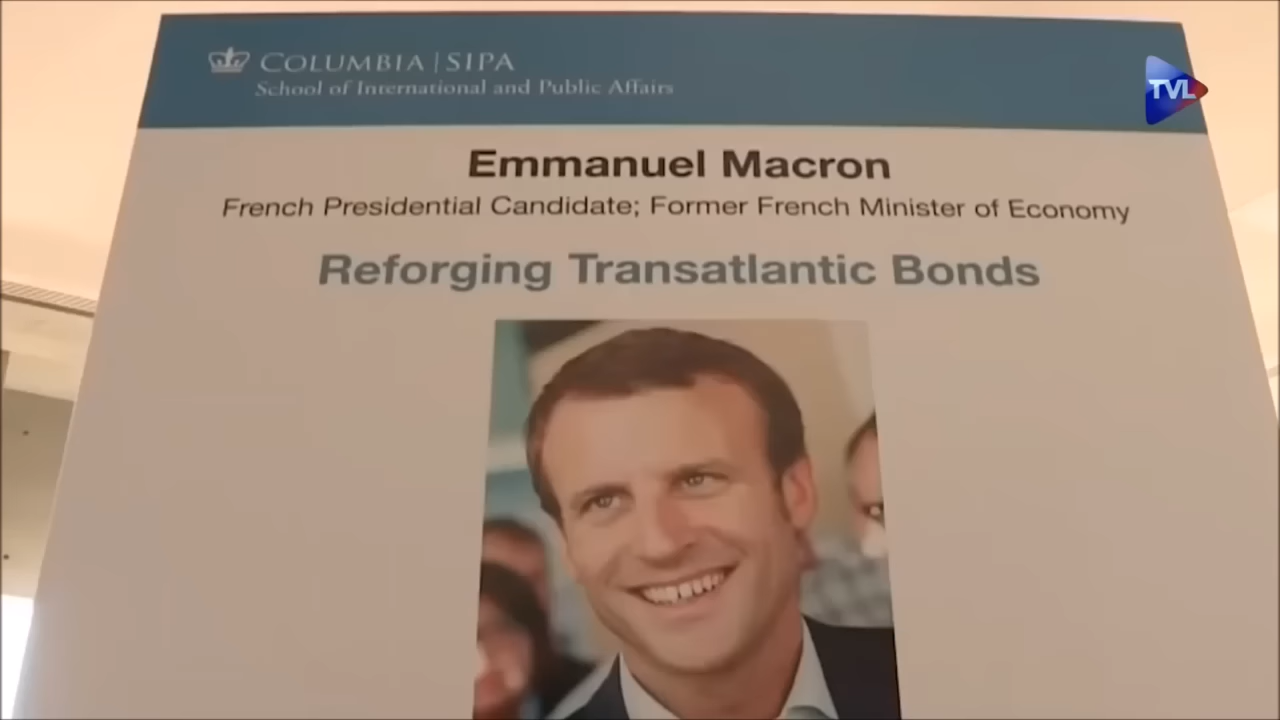 COLUMBIA | SIPA
School of International and Public Affairs
TVL
Emmanuel Macron
French Presidential Candidate; Former French Minister of Economy
Reforging Transatlantic Bonds